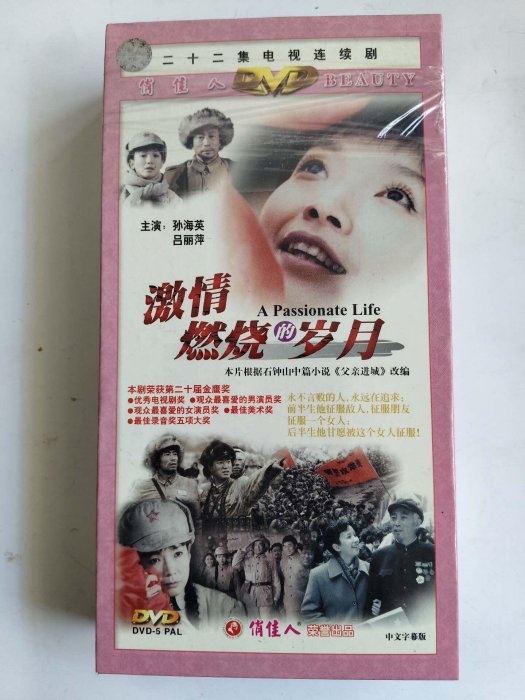 二十二集电视连续剧
俏佳人 DVD BEAUTY
主演：孙海英
吕丽萍
激情
A Passionate Life
燃烧的岁月
本片根据石钟山中篇小说《父亲进城》改编
本剧荣获第二十届金鹰奖
●优秀电视剧奖 ●观众最喜爱的男演员奖
●观众最喜爱的女演员奖 ●最佳美术奖
●最佳录音奖五项大奖
永不言败的人，永远在追求；
前半生他征服敌人，征服朋友
征服一个女人；
后半生他甘愿被这个女人征服！
DVD
DVD-5 PAL
俏佳人® 荣誉出品
中文字幕版